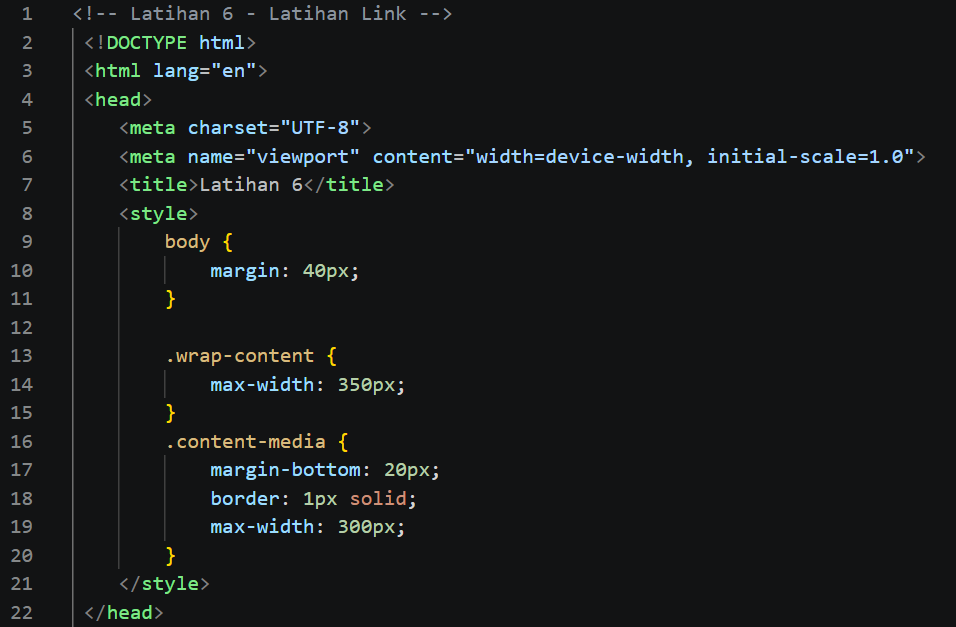 1 <!-- Latihan 6 - Latihan Link -->
2 <!DOCTYPE html>
3 <html lang="en">
4 <head>
5 <meta charset="UTF-8">
6 <meta name="viewport" content="width=device-width, initial-scale=1.0">
7 <title>Latihan 6</title>
8 <style>
9 body {
10 margin: 40px;
11 }
12
13 .wrap-content {
14 max-width: 350px;
15 }
16 .content-media {
17 margin-bottom: 20px;
18 border: 1px solid;
19 max-width: 300px;
20 }
21 </style>
22 </head>